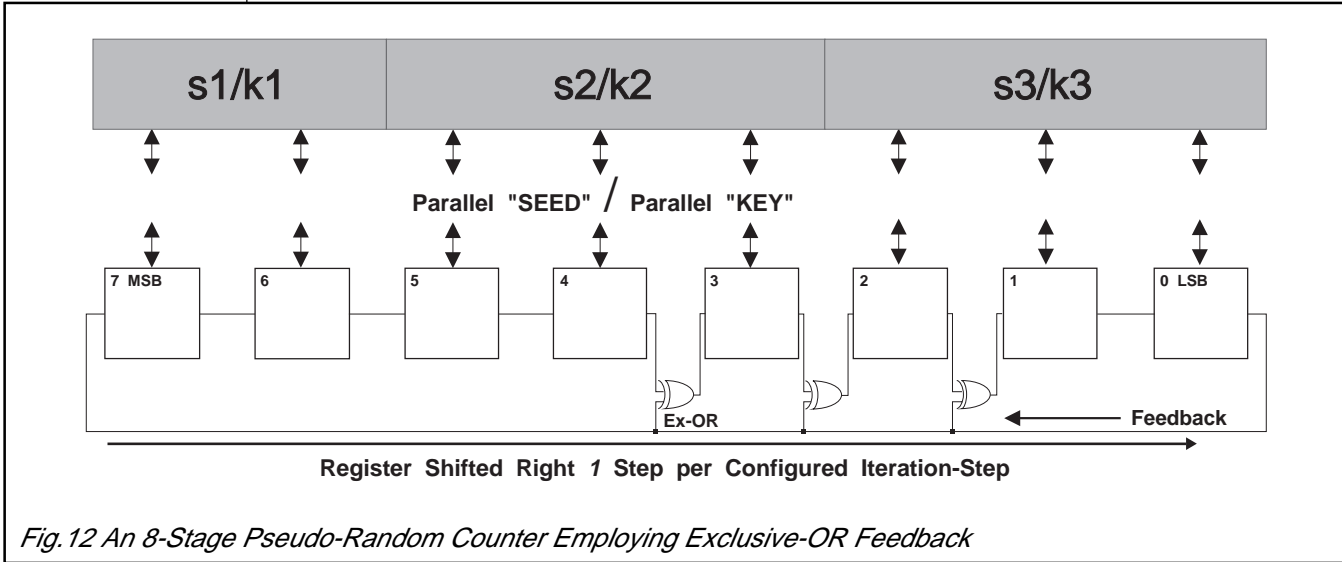 s1/k1 s2/k2 s3/k3
Parallel "SEED" / Parallel "KEY"
7 MSB 6 5 4 3 2 1 0 LSB
Ex-OR
Feedback
Register Shifted Right 1 Step per Configured Iteration-Step
Fig.12 An 8-Stage Pseudo-Random Counter Employing Exclusive-OR Feedback